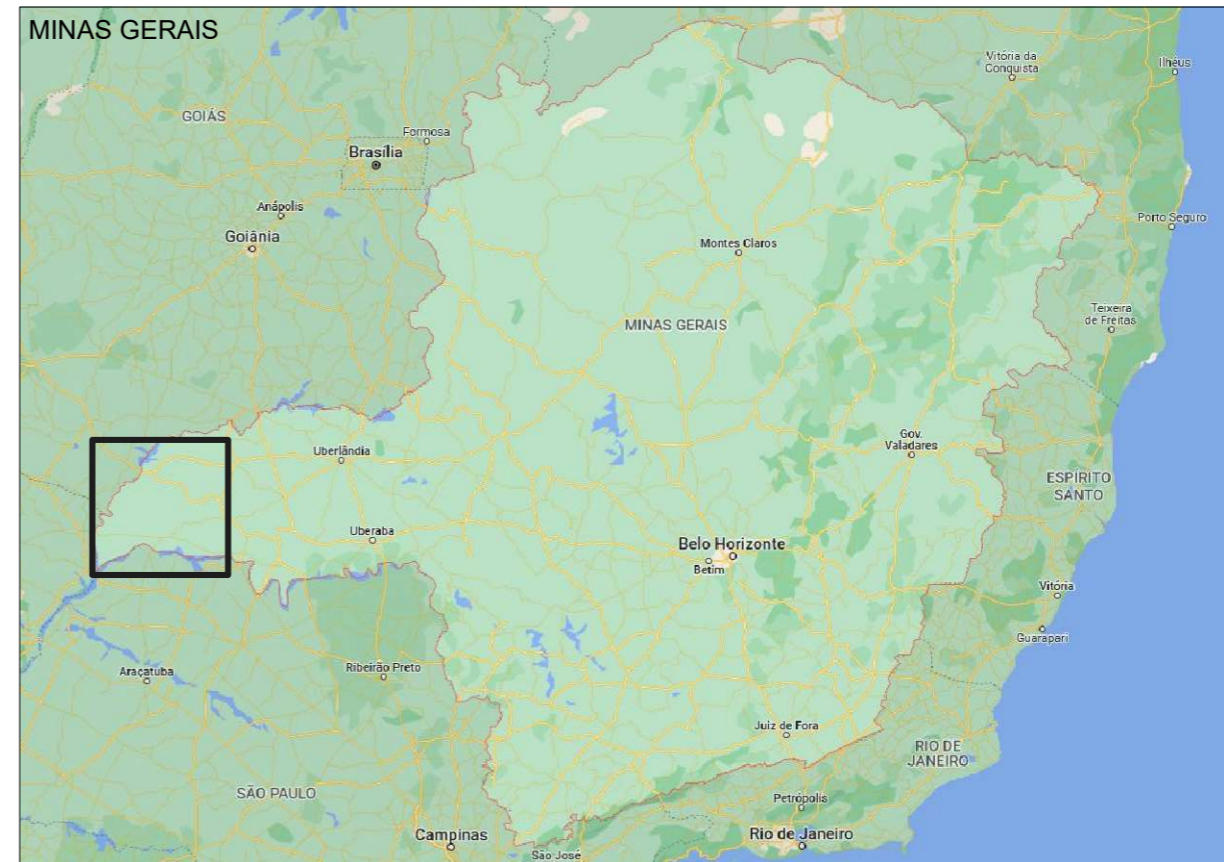 MINAS GERAIS
Vitória da
Conquista
Ilhéus
GOIÁS
Formosa
Brasília
Anápolis
Goiânia
Porto Seguro
Montes Claros
Teixeira
de Freitas
MINAS GERAIS
Uberlândia
Gov.
Valadares
ESPÍRITO
SANTO
Uberaba
Belo Horizonte
Betim
Vitória
Guarapari
Araçatuba
Ribeirão Preto
Juiz de Fora
RIO DE
JANEIRO
SÃO PAULO
Petrópolis
Campinas
Rio de Janeiro
São José